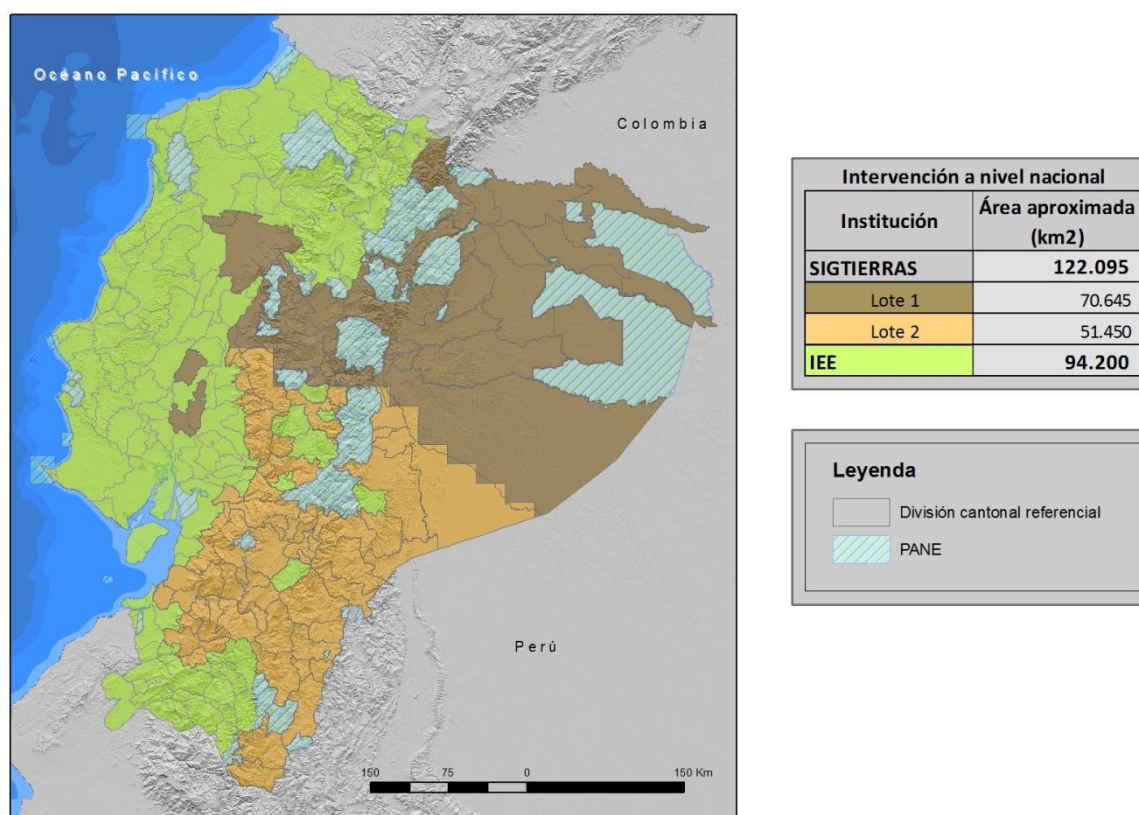 Océano Pacífico
Colombia
Perú
150 75 0 150 Km
Intervención a nivel nacional
Institución Área aproximada
(km2)
SIGTIERRAS 122.095
Lote 1 70.645
Lote 2 51.450
IEE 94.200
Leyenda
División cantonal referencial
PANE